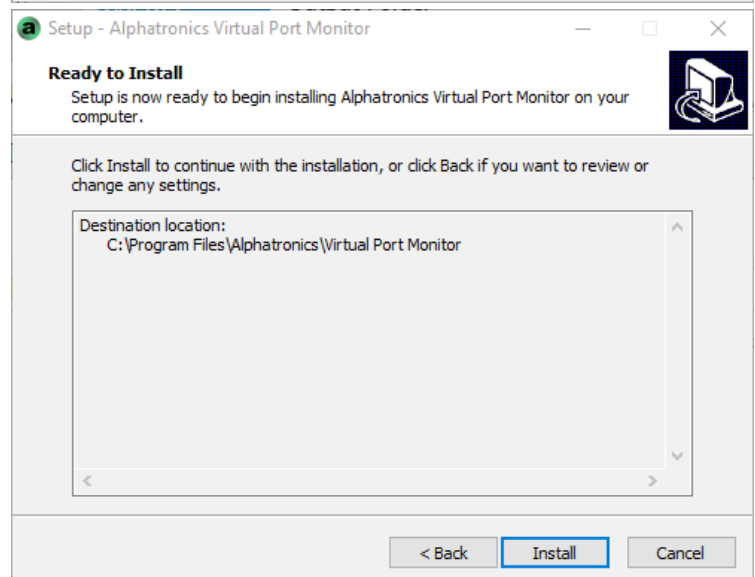 a Setup - Alphatronics Virtual Port Monitor
Ready to Install
Setup is now ready to begin installing Alphatronics Virtual Port Monitor on your
computer.
Click Install to continue with the installation, or click Back if you want to review or
change any settings.
Destination location:
C:\Program Files\Alphatronics\Virtual Port Monitor
< Back Install Cancel